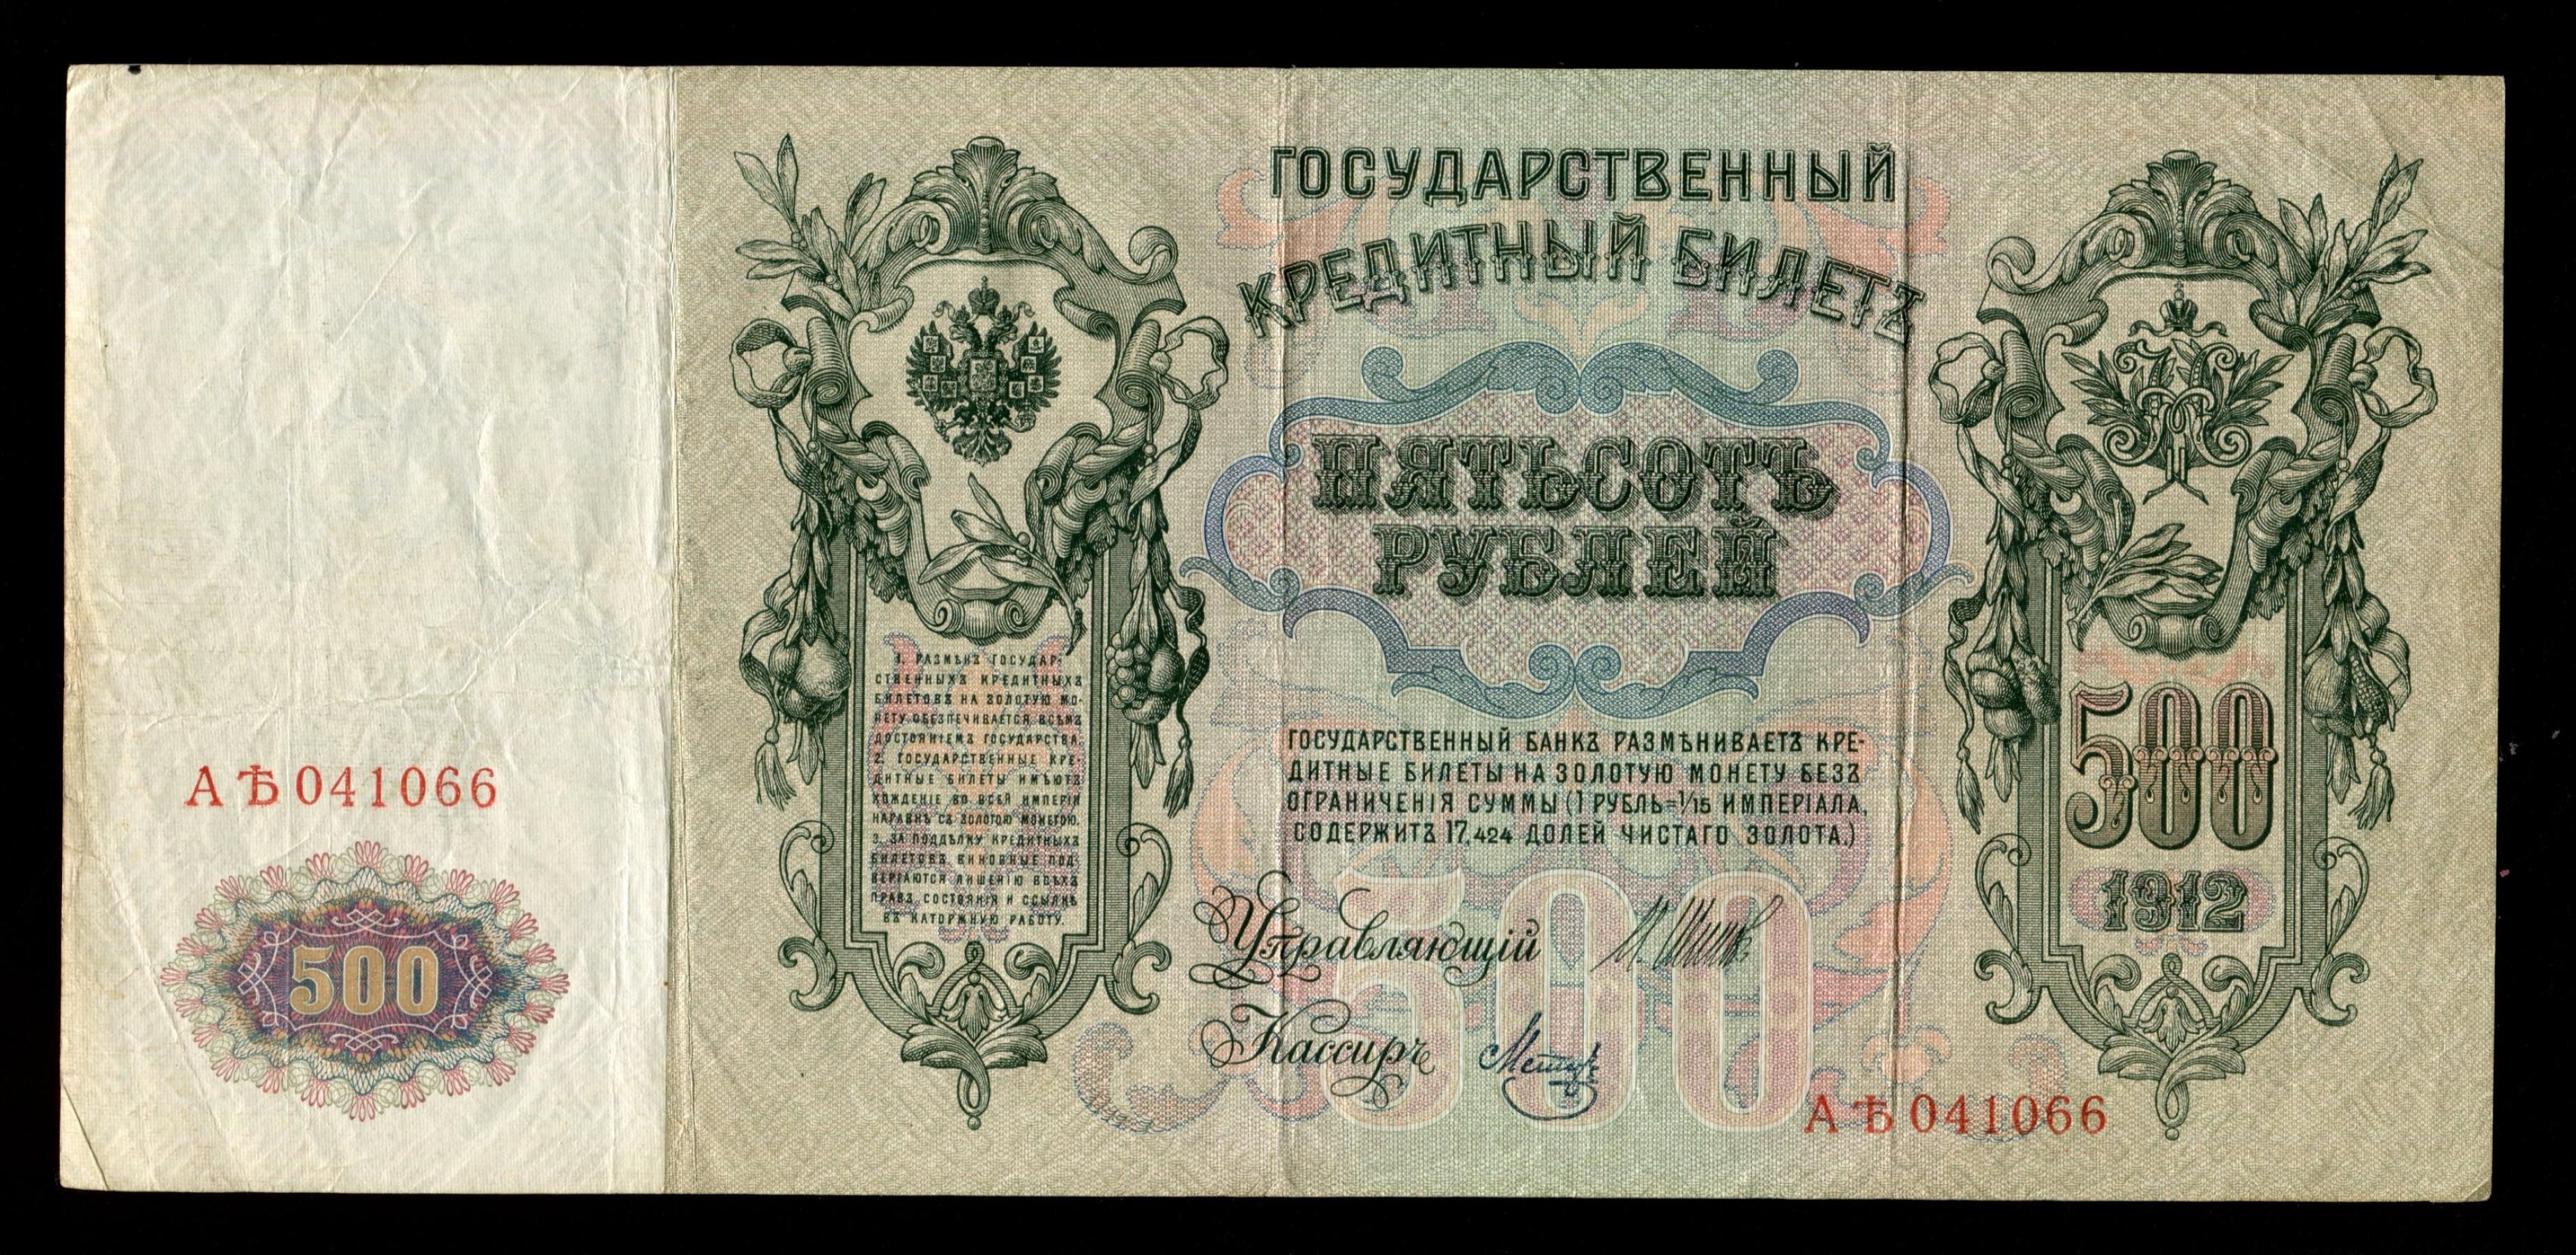 ГОСУДАРСТВЕННЫЙ
КРЕДИТНЫЙ БИЛЕТЪ
ПЯТЬСОТЪ
РУБЛЕЙ
1. РАЗМѢНЪ ГОСУДАР-
СТВЕННЫХЪ КРЕДИТНЫХЪ
БИЛЕТОВЪ НА ЗОЛОТУЮ МО-
НЕТУ ОБЕЗПЕЧИВАЕТСЯ ВСѢМЪ
ДОСТОЯНІЕМЪ ГОСУДАРСТВА.
2. ГОСУДАРСТВЕННЫЕ КРЕ-
ДИТНЫЕ БИЛЕТЫ ИМѢЮТЪ
ХОЖДЕНІЕ ВО ВСЕЙ ИМПЕРІИ
НАРАВНѢ СЪ ЗОЛОТОЮ МОНЕТОЮ.
3. ЗА ПОДДѢЛКУ КРЕДИТНЫХЪ
БИЛЕТОВЪ ВИНОВНЫЕ ПОД-
ВЕРГАЮТСЯ ЛИШЕНІЮ ВСѢХЪ
ПРАВЪ СОСТОЯНІЯ И ССЫЛКѢ
ВЪ КАТОРЖНУЮ РАБОТУ.
ГОСУДАРСТВЕННЫЙ БАНКЪ РАЗМѢНИВАЕТЪ КРЕ-
ДИТНЫЕ БИЛЕТЫ НА ЗОЛОТУЮ МОНЕТУ БЕЗЪ
ОГРАНИЧЕНІЯ СУММЫ (1 РУБЛЬ=1/15 ИМПЕРІАЛА,
СОДЕРЖИТЪ 17,424 ДОЛЕЙ ЧИСТАГО ЗОЛОТА.)
500
1912
АѢ 041066
500
500
Управляющій
Кассиръ
АѢ 041066